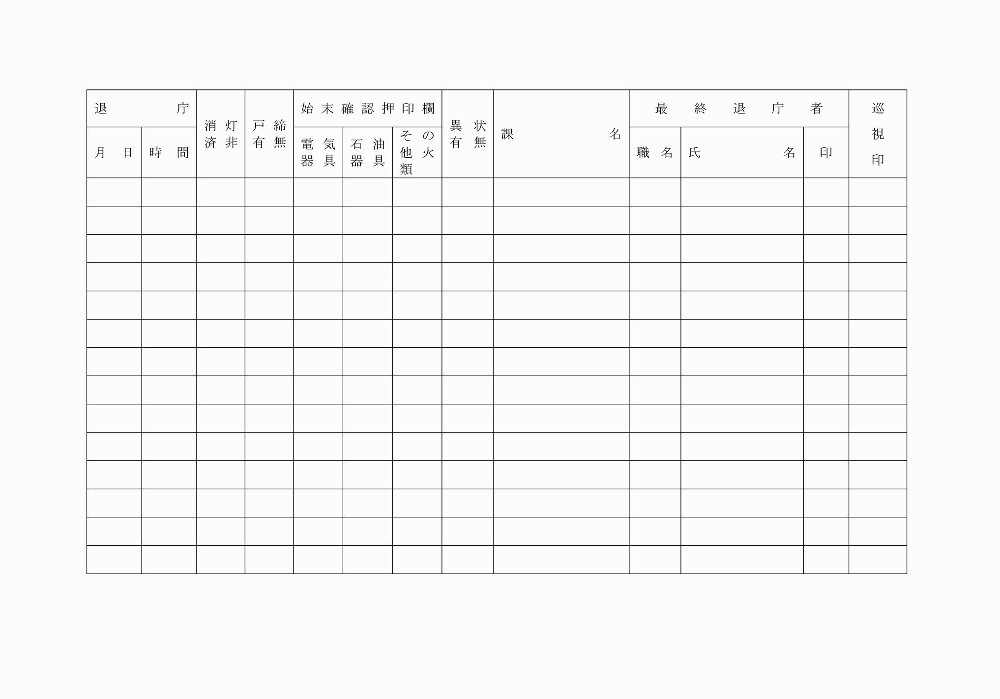 退庁
消灯
済非
戸締
有無
始末確認押印欄
異状
有無
課名
最終退庁者
巡
視
印
月日
時間
電気
器具
石油
器具
その
他火
類
職名
氏名
印